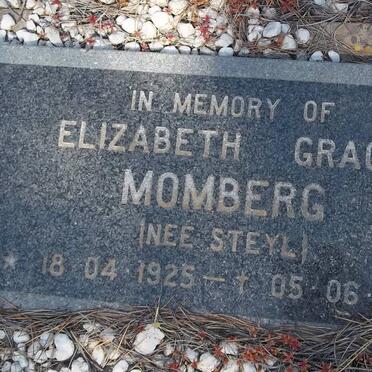 IN MEMORY OF
ELIZABETH GRAC
MOMBERG
(NEE STEYL)
* 18 04 1925 – † 05 06